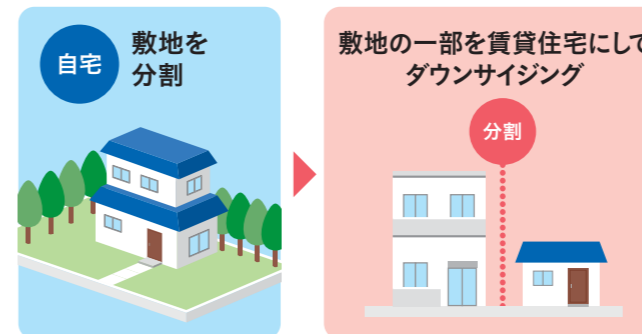 自宅
敷地を
分割
敷地の一部を賃貸住宅にして
ダウンサイジング
分割